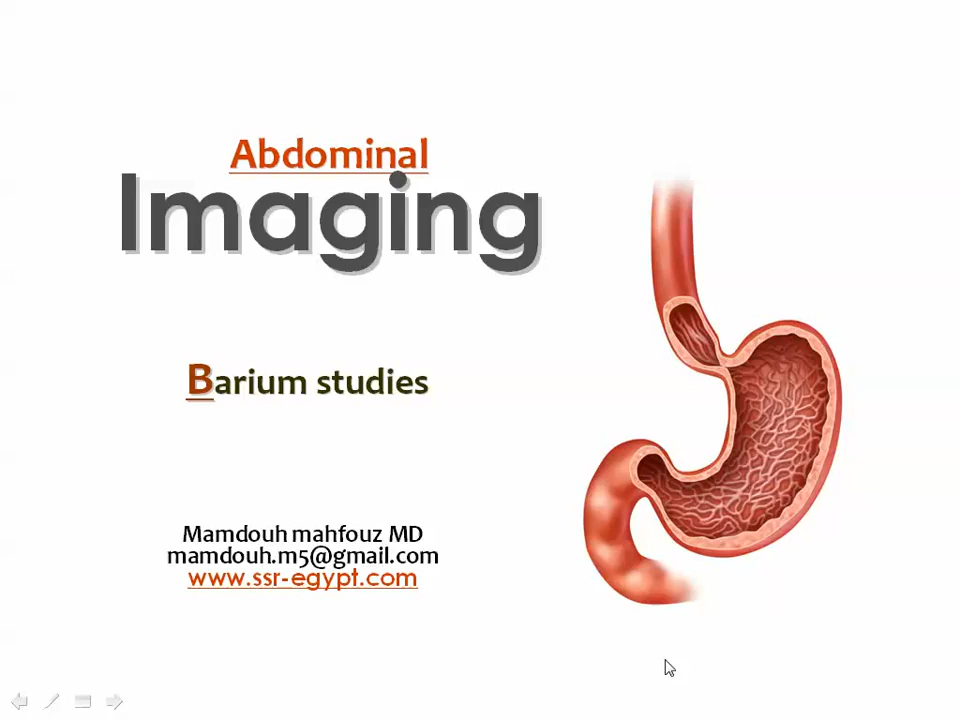 Abdominal
Imaging
Barium studies
Mamdouh mahfouz MD
mamdouh.m5@gmail.com
www.ssr-egypt.com